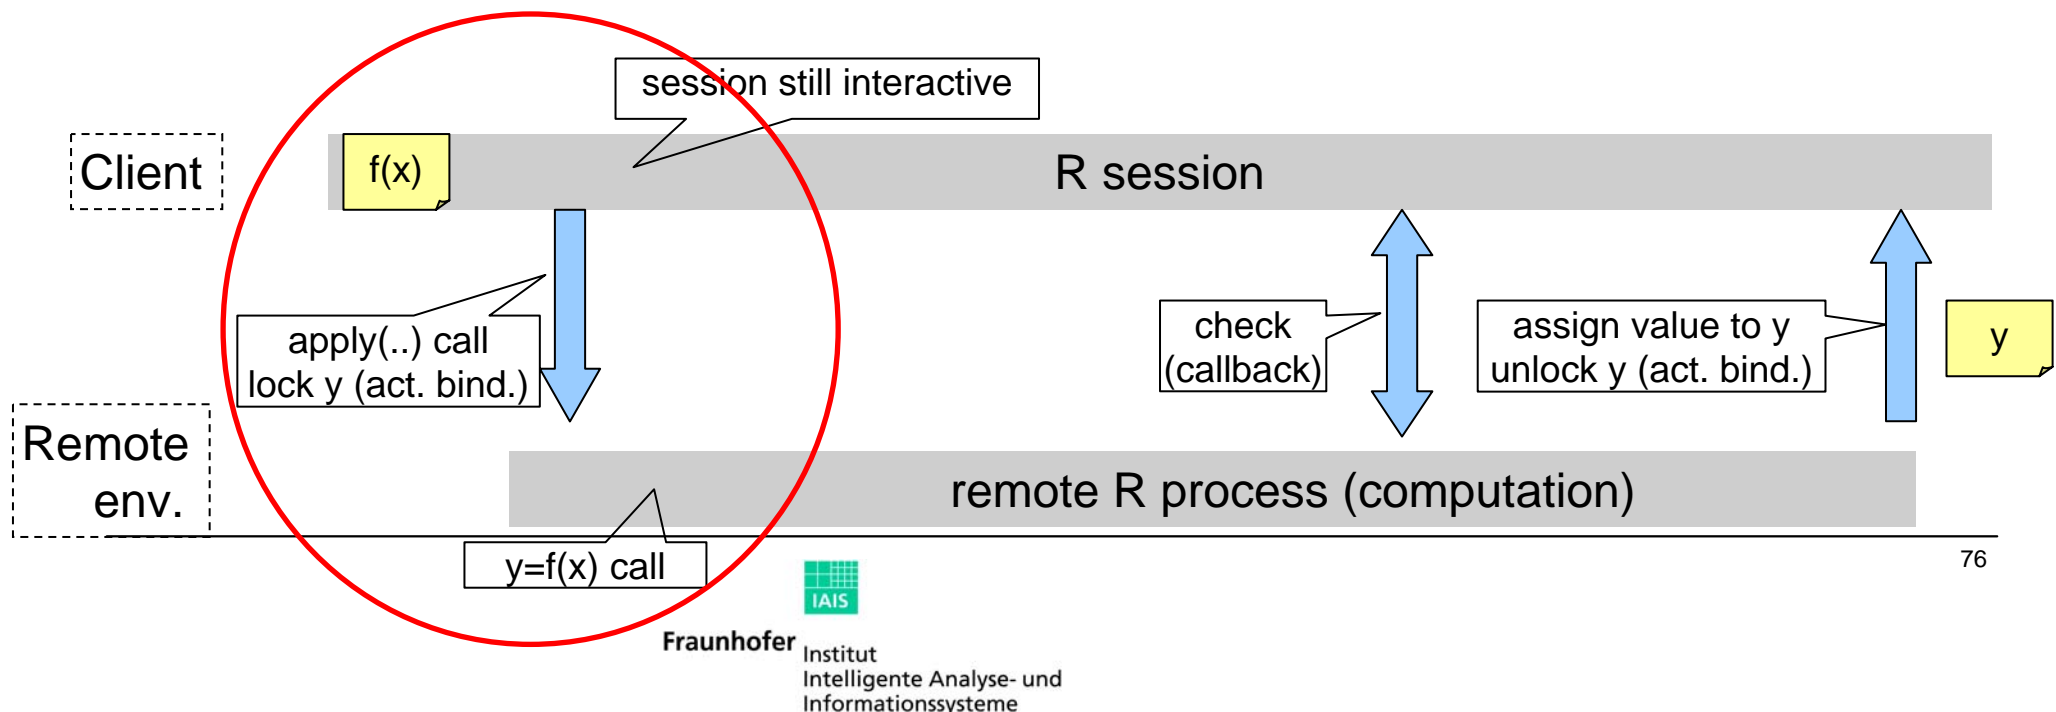 session still interactive
Client
f(x)
R session
apply(..) call
lock y (act. bind.)
check
(callback)
assign value to y
unlock y (act. bind.)
y
Remote
env.
remote R process (computation)
y=f(x) call
76
IAIS
Fraunhofer
Institut
Intelligente Analyse- und
Informationssysteme